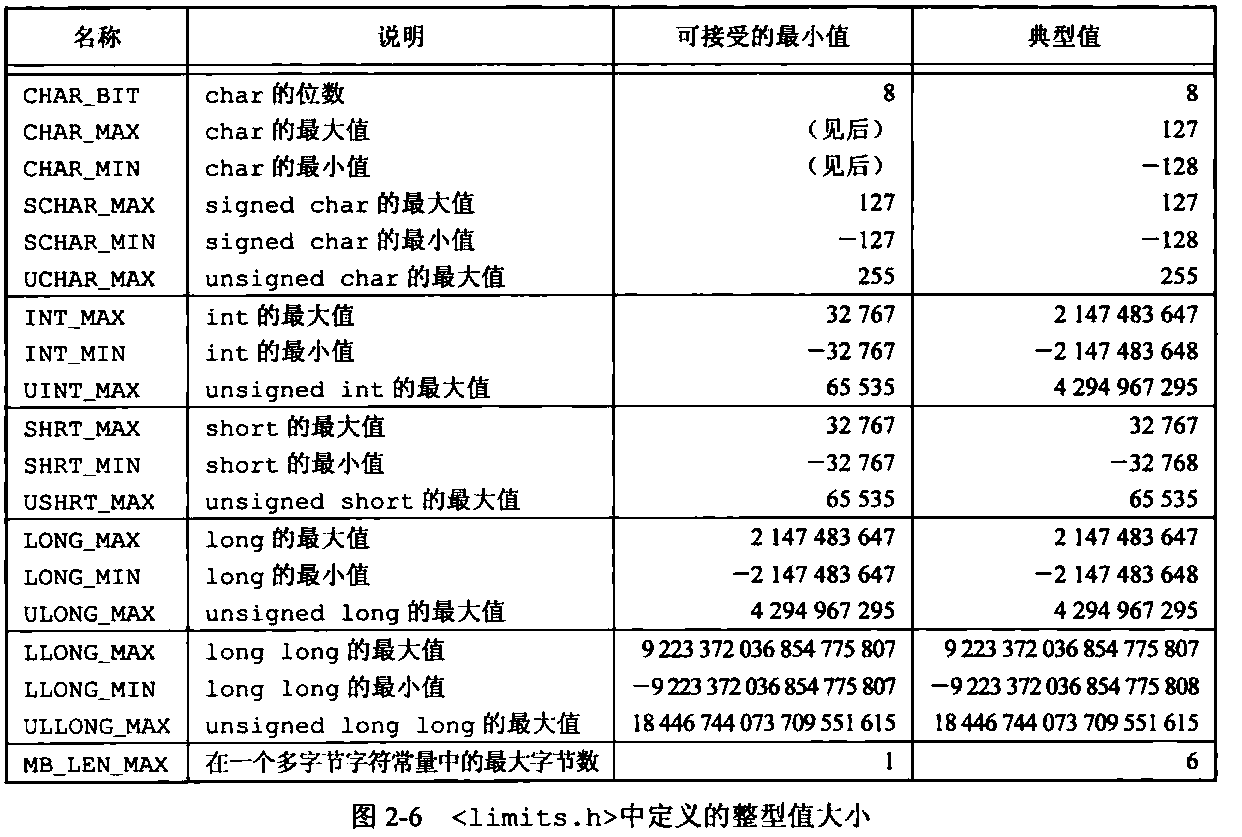 名称 说明 可接受的最小值 典型值
CHAR_BIT char 的位数 8 8
CHAR_MAX char 的最大值 （见后） 127
CHAR_MIN char 的最小值 （见后） −128
SCHAR_MAX signed char 的最大值 127 127
SCHAR_MIN signed char 的最小值 −127 −128
UCHAR_MAX unsigned char 的最大值 255 255
INT_MAX int 的最大值 32 767 2 147 483 647
INT_MIN int 的最小值 −32 767 −2 147 483 648
UINT_MAX unsigned int 的最大值 65 535 4 294 967 295
SHRT_MAX short 的最大值 32 767 32 767
SHRT_MIN short 的最小值 −32 767 −32 768
USHRT_MAX unsigned short 的最大值 65 535 65 535
LONG_MAX long 的最大值 2 147 483 647 2 147 483 647
LONG_MIN long 的最小值 −2 147 483 647 −2 147 483 648
ULONG_MAX unsigned long 的最大值 4 294 967 295 4 294 967 295
LLONG_MAX long long 的最大值 9 223 372 036 854 775 807 9 223 372 036 854 775 807
LLONG_MIN long long 的最小值 −9 223 372 036 854 775 807 −9 223 372 036 854 775 808
ULLONG_MAX unsigned long long 的最大值 18 446 744 073 709 551 615 18 446 744 073 709 551 615
MB_LEN_MAX 在一个多字节字符常量中的最大字节数 1 6
图 2-6 <limits.h>中定义的整型值大小